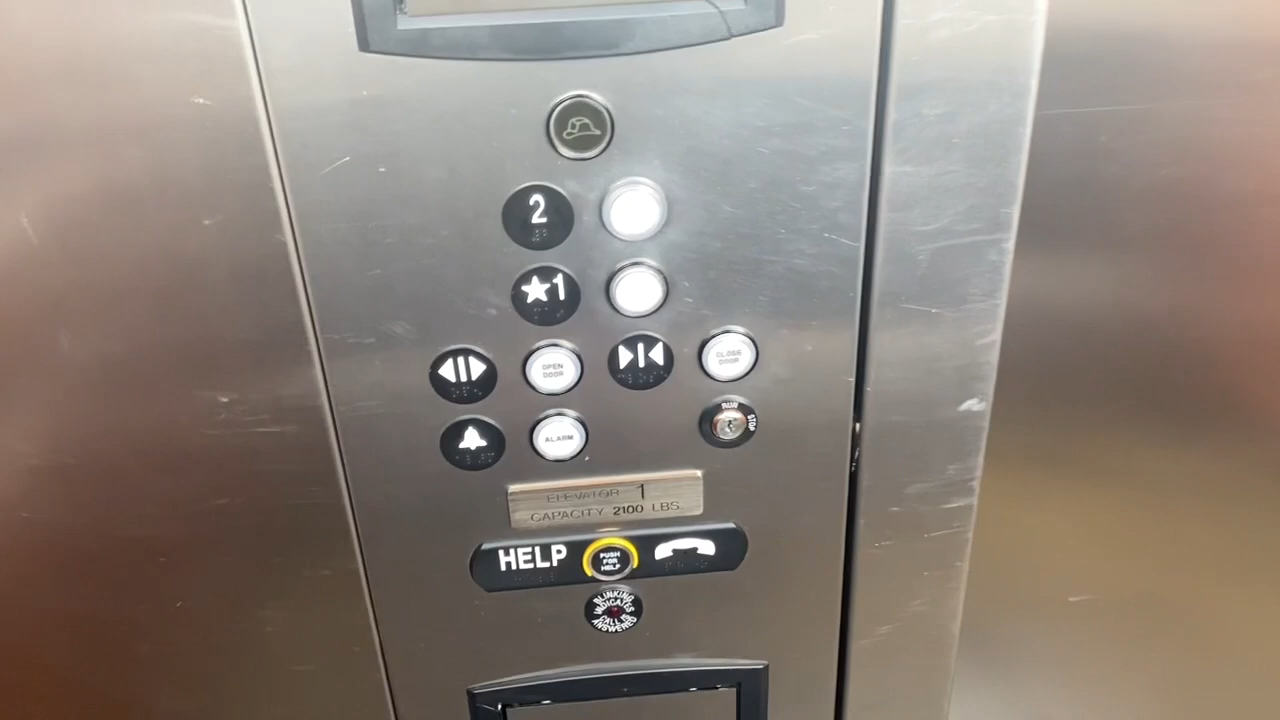 2
★1
OPEN
DOOR
CLOSE
DOOR
RUN
STOP
ALARM
ELEVATOR 1
CAPACITY 2100 LBS.
HELP
PUSH
FOR
HELP
BLINKING
INDICATES
CALL IS
ANSWERED